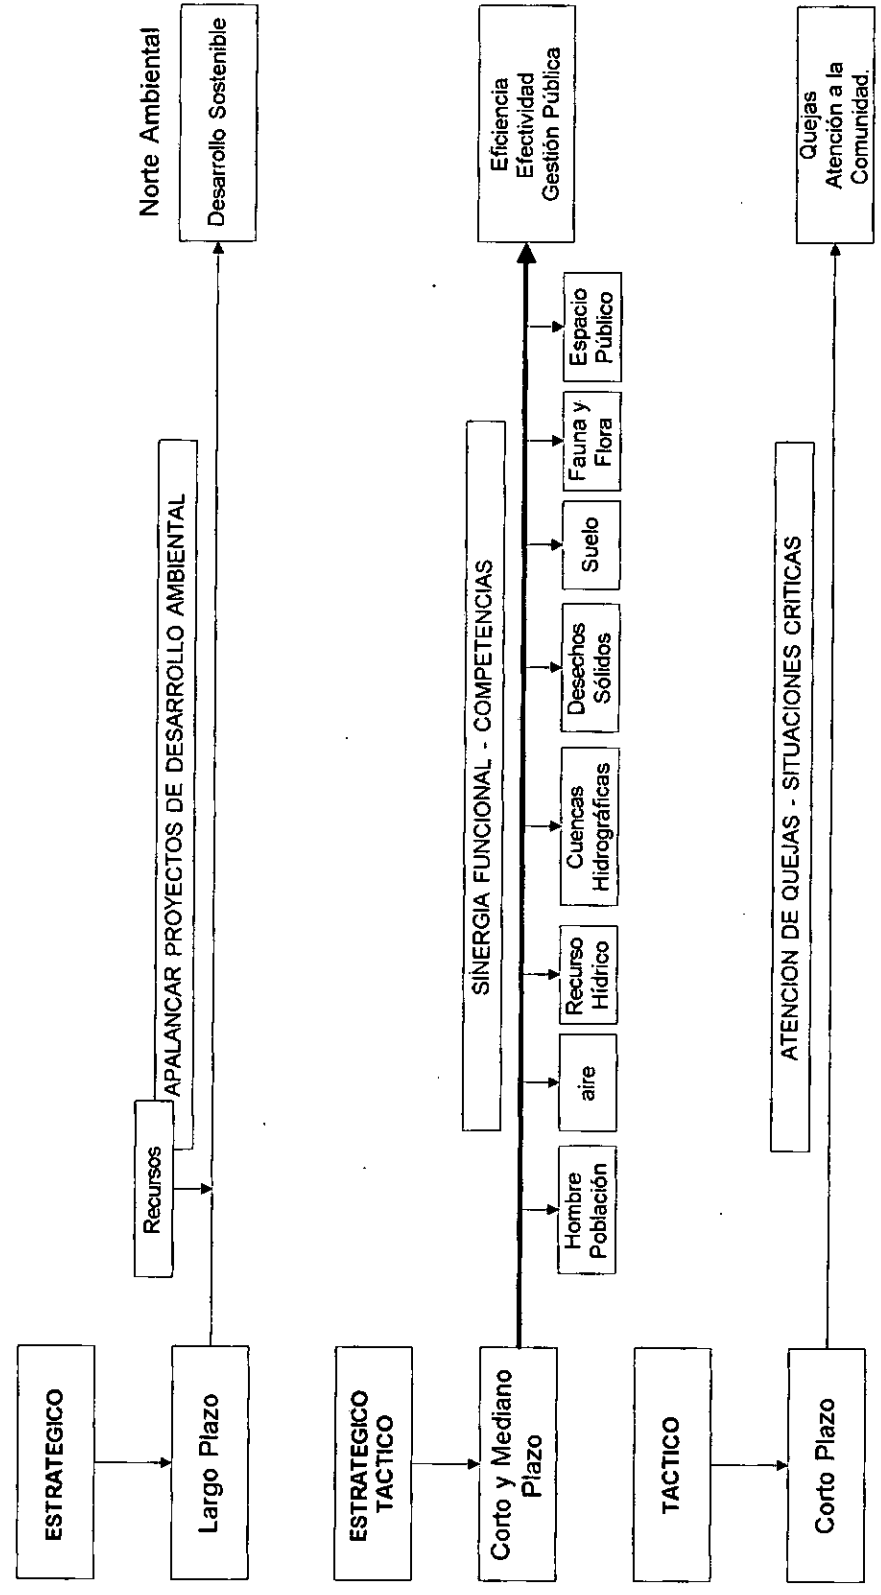 Norte Ambiental
ESTRATEGICO
Largo Plazo
Recursos
APALANCAR PROYECTOS DE DESARROLLO AMBIENTAL
Desarrollo Sostenible
ESTRATEGICO
TACTICO
Corto y Mediano
Plazo
SINERGIA FUNCIONAL - COMPETENCIAS
Hombre
Población
aire
Recurso
Hídrico
Cuencas
Hidrográficas
Desechos
Sólidos
Suelo
Fauna y
Flora
Espacio
Público
Eficiencia
Efectividad
Gestión Pública
TACTICO
Corto Plazo
ATENCION DE QUEJAS - SITUACIONES CRITICAS
Quejas
Atención a la
Comunidad.